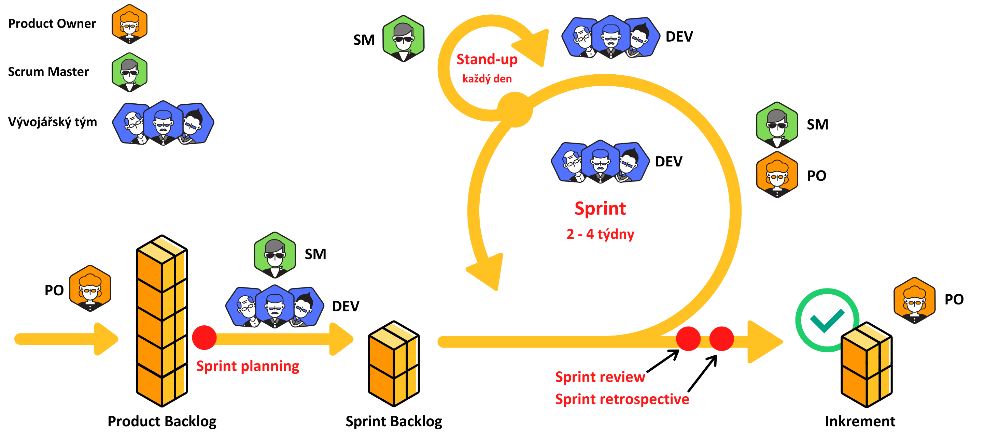 Product Owner
Scrum Master
Vývojářský tým
SM
Stand-up
každý den
DEV
DEV
Sprint
2 - 4 týdny
SM
PO
PO
SM
DEV
Sprint planning
Product Backlog
Sprint Backlog
Sprint review
Sprint retrospective
PO
Inkrement